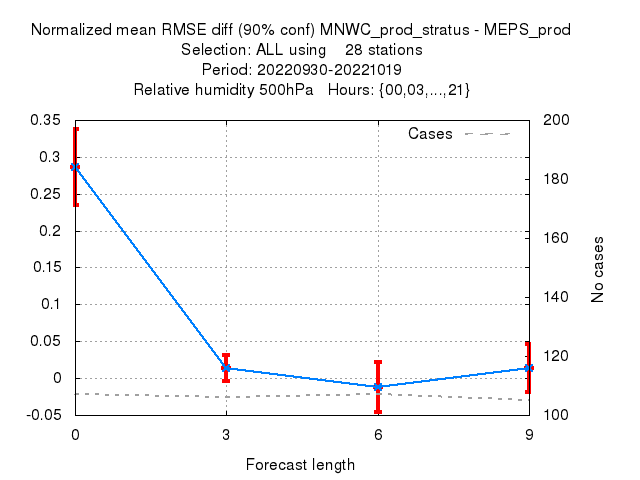 Normalized mean RMSE diff (90% conf) MNWC_prod_stratus - MEPS_prod
Selection: ALL using    28 stations
Period: 20220930-20221019
Relative humidity 500hPa   Hours: {00,03,...,21}
Cases
0.35
0.3
0.25
0.2
0.15
0.1
0.05
0
-0.05
200
180
160
140
120
100
No cases
0
3
6
9
Forecast length